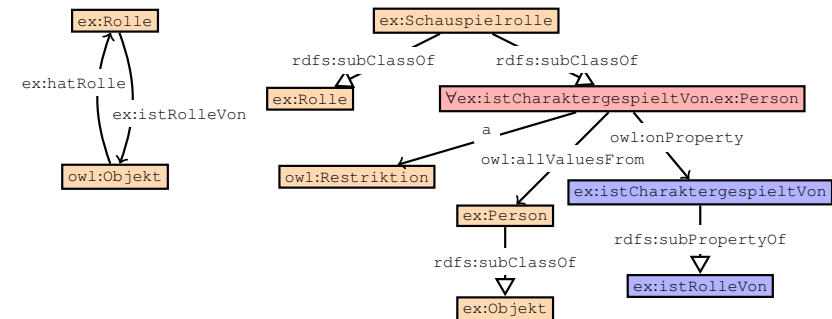 ex:Rolle
ex:hatRolle
ex:istRolleVon
owl:Objekt
ex:Schauspielrolle
rdfs:subClassOf
rdfs:subClassOf
ex:Rolle
∀ex:istCharaktergespieltVon.ex:Person
a
owl:onProperty
owl:allValuesFrom
owl:Restriktion
ex:istCharaktergespieltVon
ex:Person
rdfs:subPropertyOf
rdfs:subClassOf
ex:istRolleVon
ex:Objekt